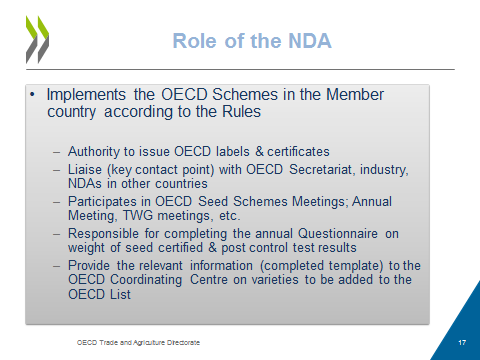 Role of the NDA
• Implements the OECD Schemes in the Member
country according to the Rules
– Authority to issue OECD labels & certificates
– Liaise (key contact point) with OECD Secretariat, industry,
NDAs in other countries
– Participates in OECD Seed Schemes Meetings; Annual
Meeting, TWG meetings, etc.
– Responsible for completing the annual Questionnaire on
weight of seed certified & post control test results
– Provide the relevant information (completed template) to the
OECD Coordinating Centre on varieties to be added to the
OECD List
OECD Trade and Agriculture Directorate
17